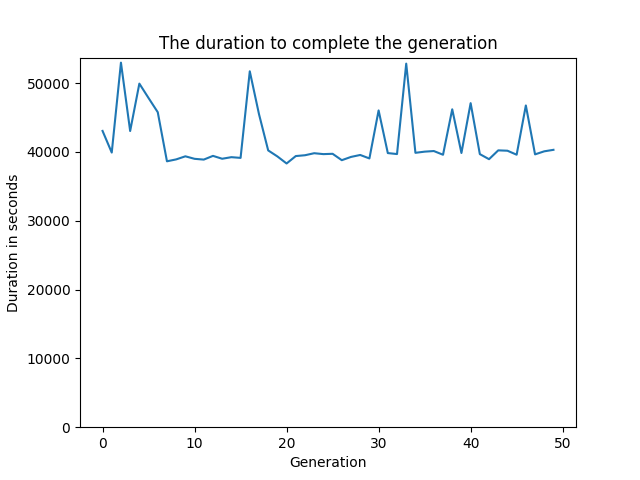 The duration to complete the generation
Duration in seconds
50000
40000
30000
20000
10000
0
0 10 20 30 40 50
Generation